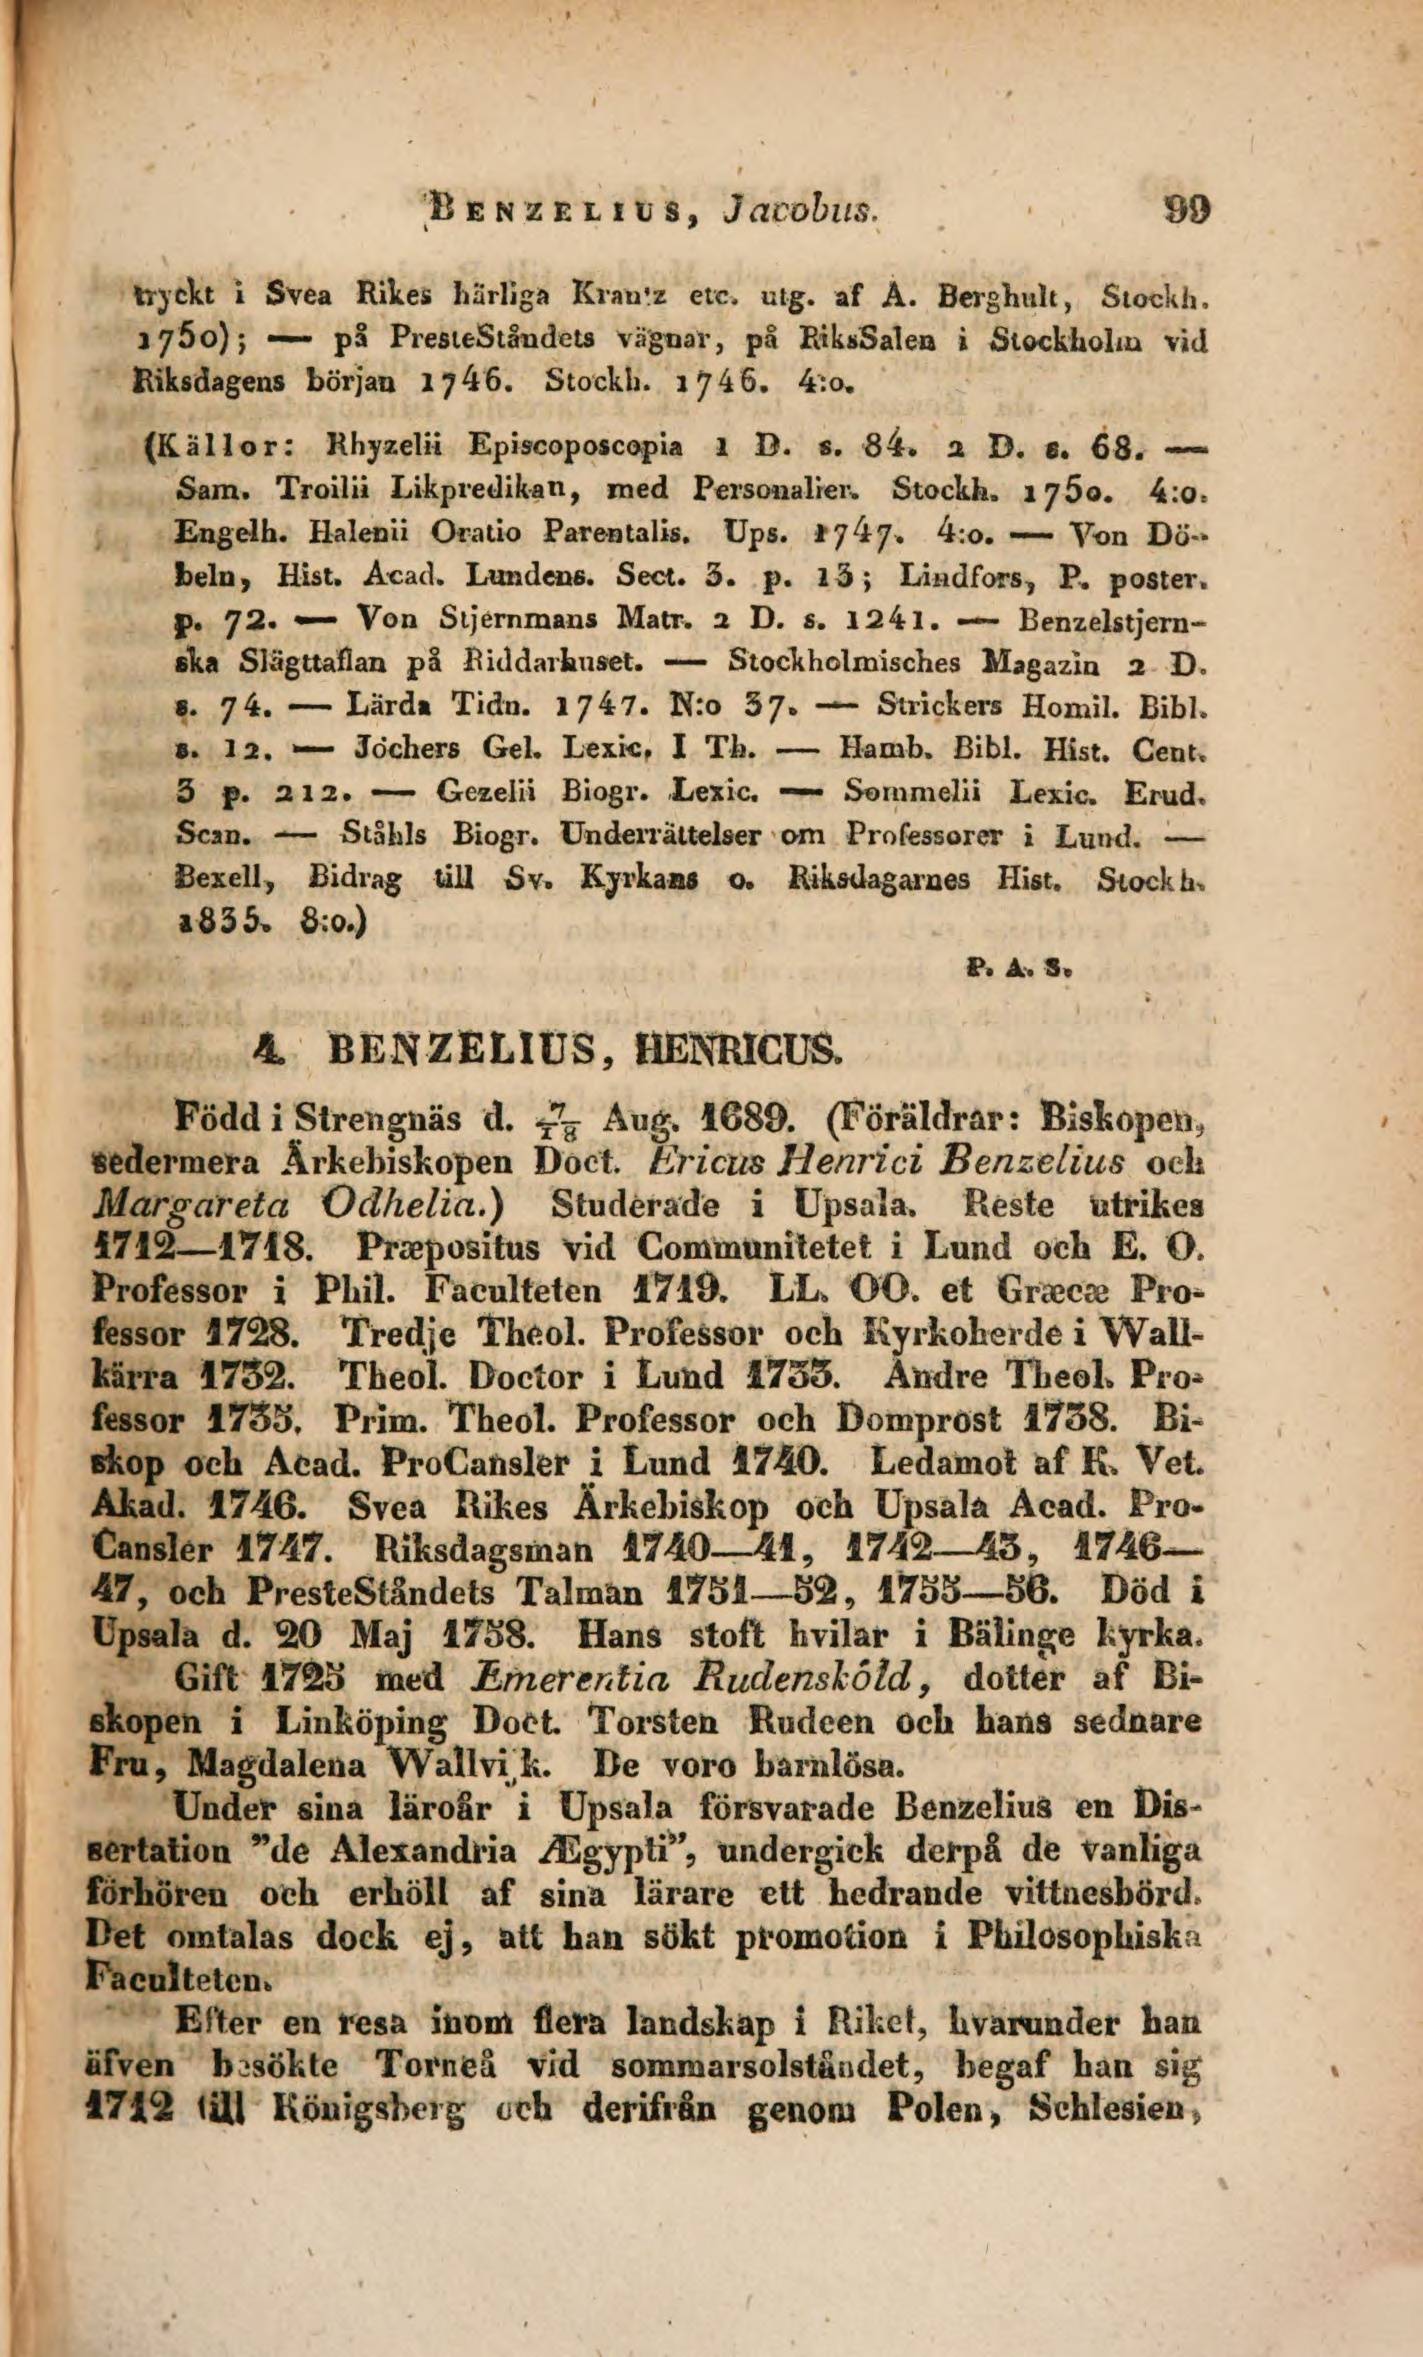 BENZELIUS, Jacobus. 99
tryckt i Svea Rikes härliga Krantz etc. utg. af A. Berghult, Stockh.
1750); — på PresteStåndets vägnar, på RiksSalen i Stockholm vid
Riksdagens början 1746. Stockh. 1746. 4:o.
(Källor: Rhyzelii Episcoposcopia 1 D. s. 84. 2 D. s. 68. —
Sam. Troilii Likpredikan, med Personalier. Stockh. 1750. 4:o.
Engelh. Halenii Oratio Parentalis. Ups. 1747. 4:o. — Von Dö-
beln, Hist. Acad. Lundens. Sect. 3. p. 13; Lindfors, P. poster.
p. 72. — Von Stjernmans Matr. 2 D. s. 1241. — Benzelstjern-
ska Slägttaflan på Riddarhuset. — Stockholmisches Magazin 2 D.
s. 74. — Lärda Tidn. 1747. N:o 37. — Strickers Homil. Bibl.
s. 12. — Jöchers Gel. Lexic, I Th. — Hamb. Bibl. Hist. Cent.
3 p. 212. — Gezelii Biogr. Lexic. — Sommelii Lexic. Erud.
Scan. — Ståhls Biogr. Underrättelser om Professorer i Lund. —
Bexell, Bidrag till Sv. Kyrkans o. Riksdagarnes Hist. Stockh.
1835. 8:o.)
P. A. S.
4. BENZELIUS, HENRICUS.
Född i Strengnäs d. 7/18 Aug. 1689. (Föräldrar: Biskopen,
sedermera Ärkebiskopen Doct. Ericus Henrici Benzelius och
Margareta Odhelia.) Studerade i Upsala. Reste utrikes
1712—1718. Præpositus vid Communitetet i Lund och E. O.
Professor i Phil. Faculteten 1719. LL. OO. et Græcæ Pro-
fessor 1728. Tredje Theol. Professor och Kyrkoherde i Wall-
kärra 1732. Theol. Doctor i Lund 1733. Andre Theol. Pro-
fessor 1735. Prim. Theol. Professor och Domprost 1738. Bi-
skop och Acad. ProCansler i Lund 1740. Ledamot af K. Vet.
Akad. 1746. Svea Rikes Ärkebiskop och Upsala Acad. Pro-
Cansler 1747. Riksdagsman 1740—41, 1742—43, 1746—
47, och PresteStåndets Talman 1751—52, 1755—56. Död i
Upsala d. 20 Maj 1758. Hans stoft hvilar i Bälinge kyrka.
Gift 1725 med Emerentia Rudensköld, dotter af Bi-
skopen i Linköping Doct. Torsten Rudeen och hans sednare
Fru, Magdalena Wallvijk. De voro barnlösa.
Under sina läroår i Upsala försvarade Benzelius en Dis-
sertation ”de Alexandria Ægypti”, undergick derpå de vanliga
förhören och erhöll af sina lärare ett hedrande vittnesbörd.
Det omtalas dock ej, att han sökt promotion i Philosophiska
Faculteten.
Efter en resa inom flera landskap i Riket, hvarunder han
äfven besökte Torneå vid sommarsolståndet, begaf han sig
1712 till Königsberg och derifrån genom Polen, Schlesien,